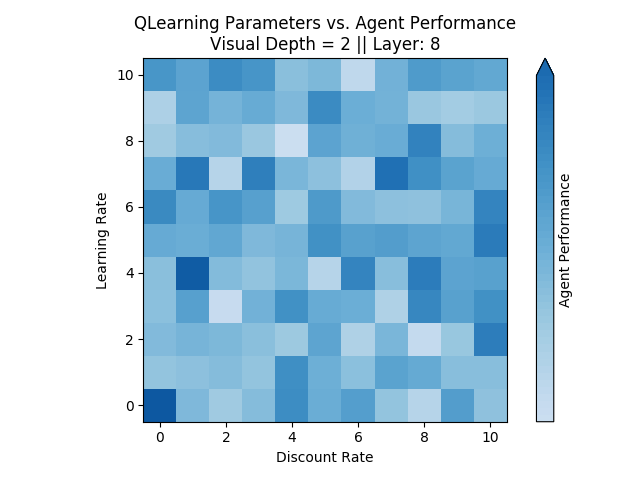 QLearning Parameters vs. Agent Performance
Visual Depth = 2 || Layer: 8
10
8
6
4
2
0
Learning Rate
0 2 4 6 8 10
Discount Rate
Agent Performance